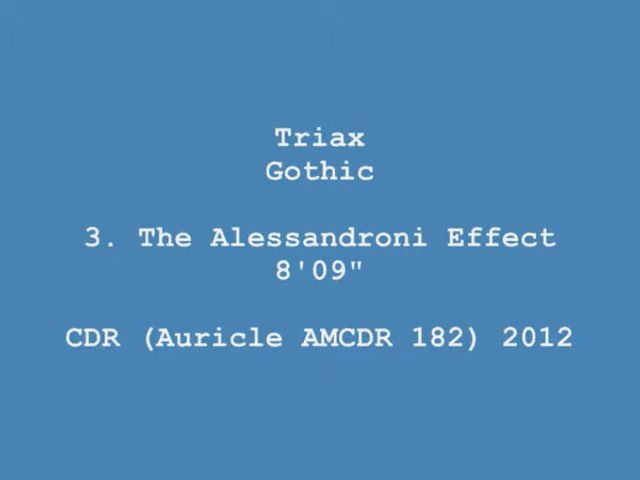 Triax
Gothic
3. The Alessandroni Effect
8'09"
CDR (Auricle AMCDR 182) 2012